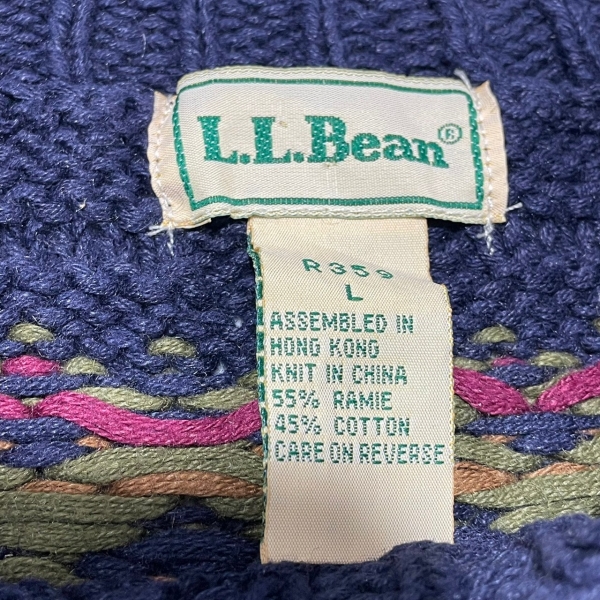 L.L.Bean®
R359
L
ASSEMBLED IN
HONG KONG
KNIT IN CHINA
55% RAMIE
45% COTTON
CARE ON REVERSE